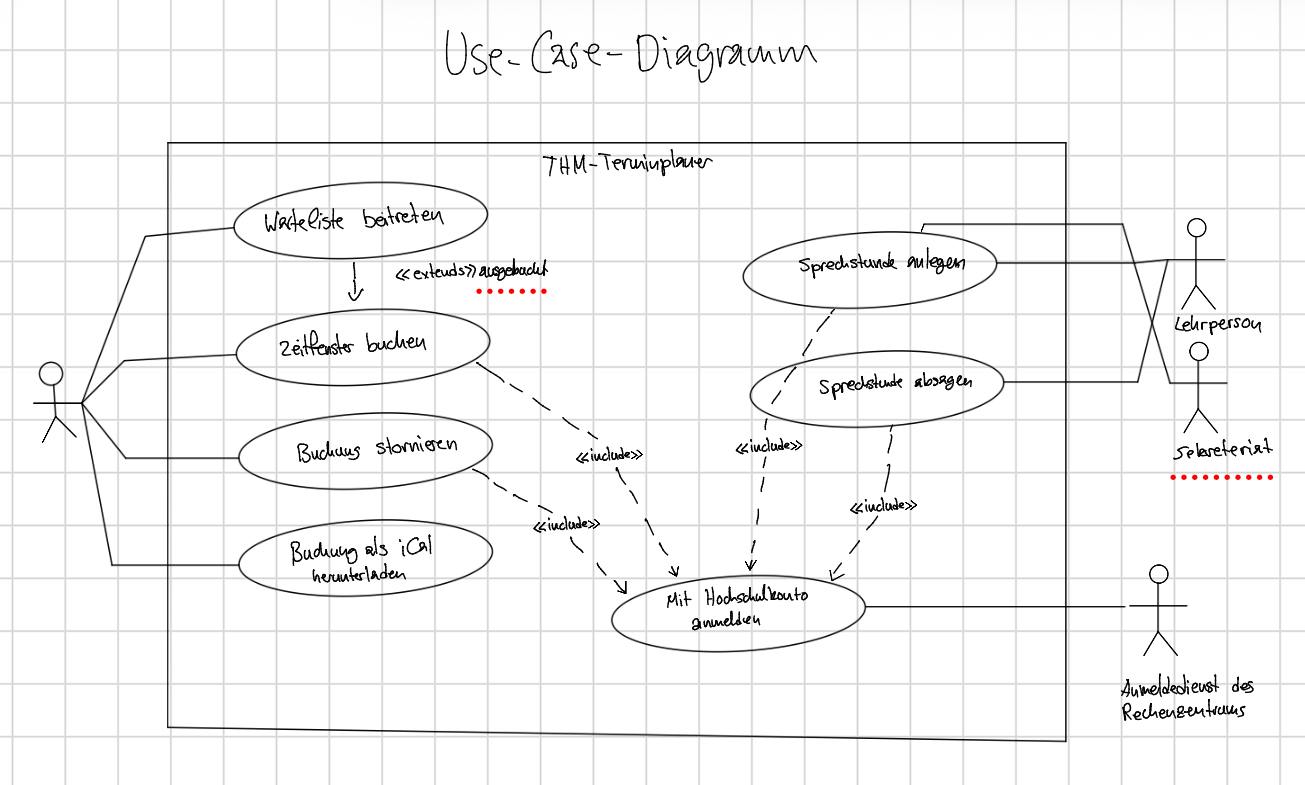 Use-Case-Diagramm
THM-Terminplaner
Warteliste beitreten
<<extends>> ausgebucht
Zeitfenster buchen
Buchung stornieren
Buchung als iCal
herunterladen
Sprechstunde anlegen
Sprechstunde absagen
<<include>>
<<include>>
<<include>>
<<include>>
Mit Hochschulkonto
anmelden
Lehrperson
Sekreteriat
Anmeldedienst des
Rechenzentrums